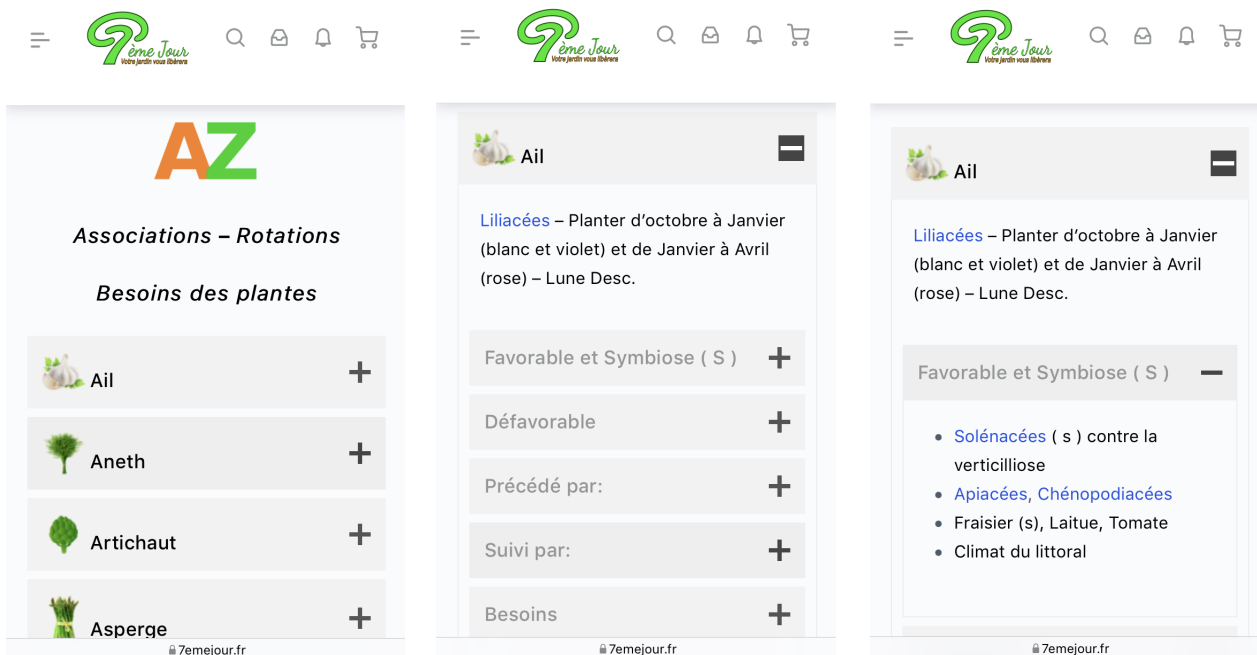 ème Jour
Votre jardin vous libèrera
AZ
Associations – Rotations
Besoins des plantes
Ail
Aneth
Artichaut
Asperge
7emejour.fr
ème Jour
Votre jardin vous libèrera
Ail
Liliacées – Planter d’octobre à Janvier
(blanc et violet) et de Janvier à Avril
(rose) – Lune Desc.
Favorable et Symbiose ( S )
Défavorable
Précédé par:
Suivi par:
Besoins
7emejour.fr
ème Jour
Votre jardin vous libèrera
Ail
Liliacées – Planter d’octobre à Janvier
(blanc et violet) et de Janvier à Avril
(rose) – Lune Desc.
Favorable et Symbiose ( S )
Solénacées ( s ) contre la
verticilliose
Apiacées, Chénopodiacées
Fraisier (s), Laitue, Tomate
Climat du littoral
7emejour.fr